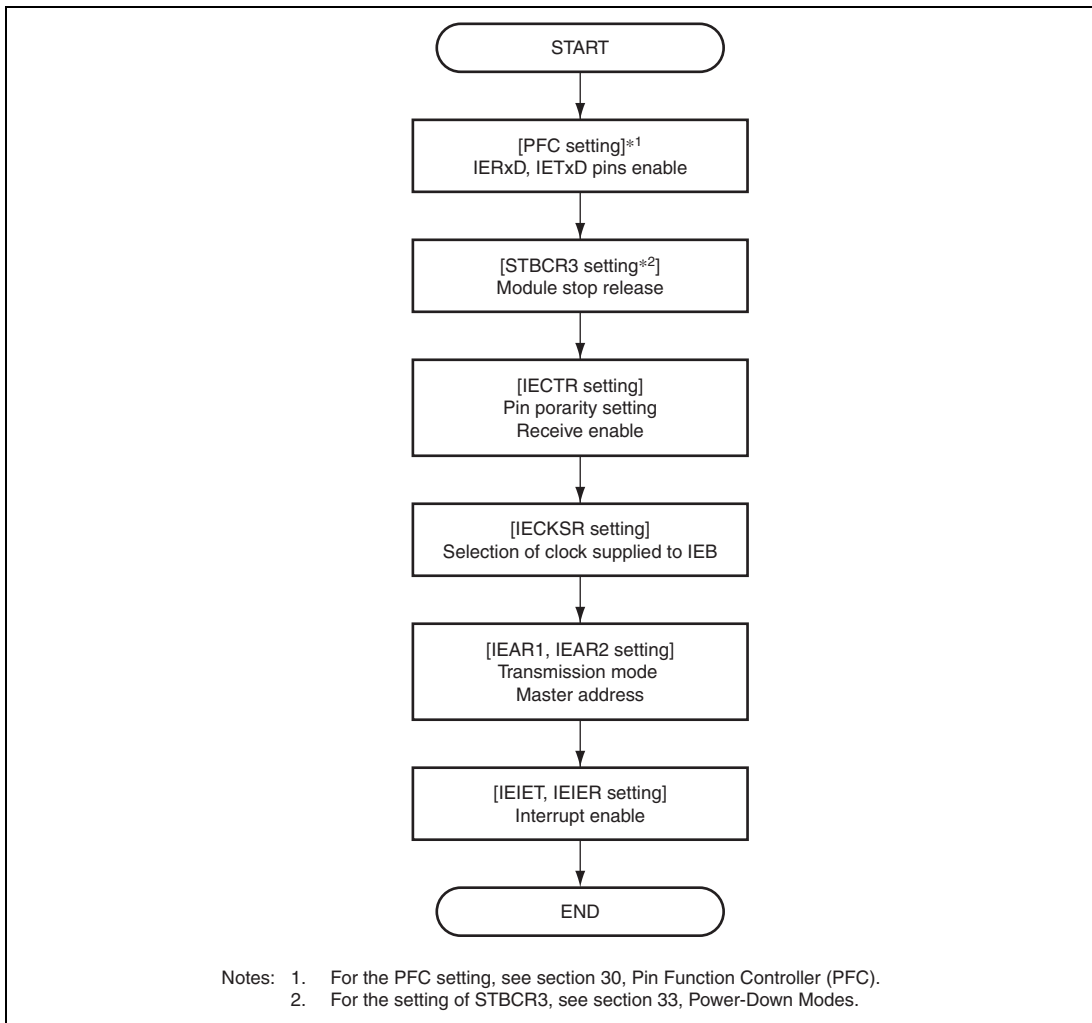 START
[PFC setting]*1
IERxD, IETxD pins enable
[STBCR3 setting*2]
Module stop release
[IECTR setting]
Pin porarity setting
Receive enable
[IECKSR setting]
Selection of clock supplied to IEB
[IEAR1, IEAR2 setting]
Transmission mode
Master address
[IEIET, IEIER setting]
Interrupt enable
END
Notes: 1. For the PFC setting, see section 30, Pin Function Controller (PFC).
2. For the setting of STBCR3, see section 33, Power-Down Modes.